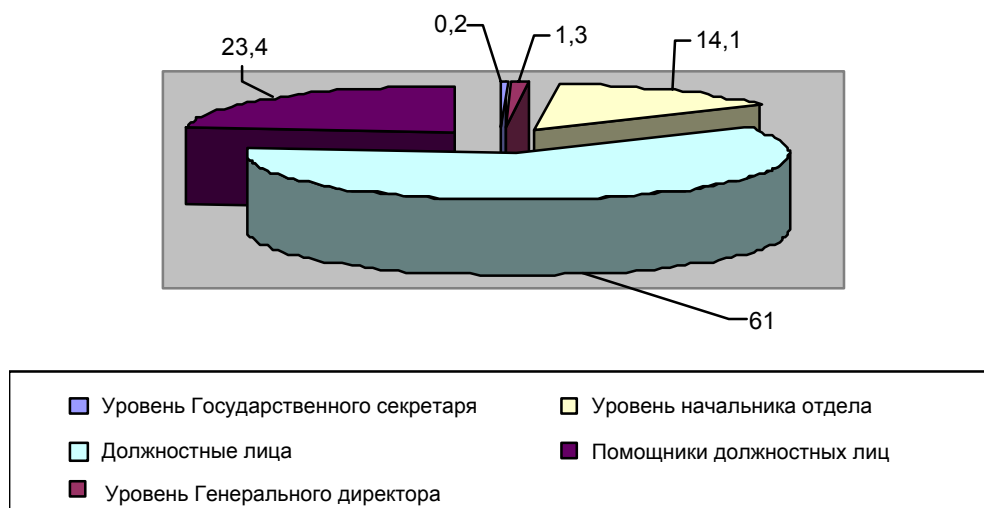 0,2
1,3
14,1
23,4
61
Уровень Государственного секретаря
Уровень начальника отдела
Должностные лица
Помощники должностных лиц
Уровень Генерального директора